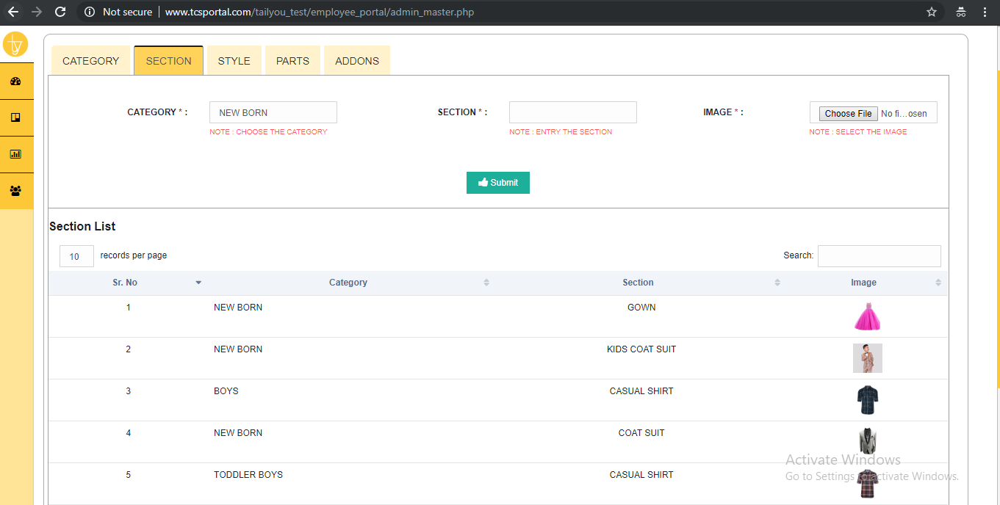 Not secure | www.tcsportal.com/tailyou_test/employee_portal/admin_master.php
ty
CATEGORY SECTION STYLE PARTS ADDONS
CATEGORY * : NEW BORN SECTION * : IMAGE * : Choose File No fi...osen
NOTE : CHOOSE THE CATEGORY NOTE : ENTRY THE SECTION NOTE : SELECT THE IMAGE
Submit
Section List
10 records per page Search:
Sr. No Category Section Image
1 NEW BORN GOWN
2 NEW BORN KIDS COAT SUIT
3 BOYS CASUAL SHIRT
4 NEW BORN COAT SUIT
5 TODDLER BOYS CASUAL SHIRT
Activate Windows
Go to Settings to activate Windows.